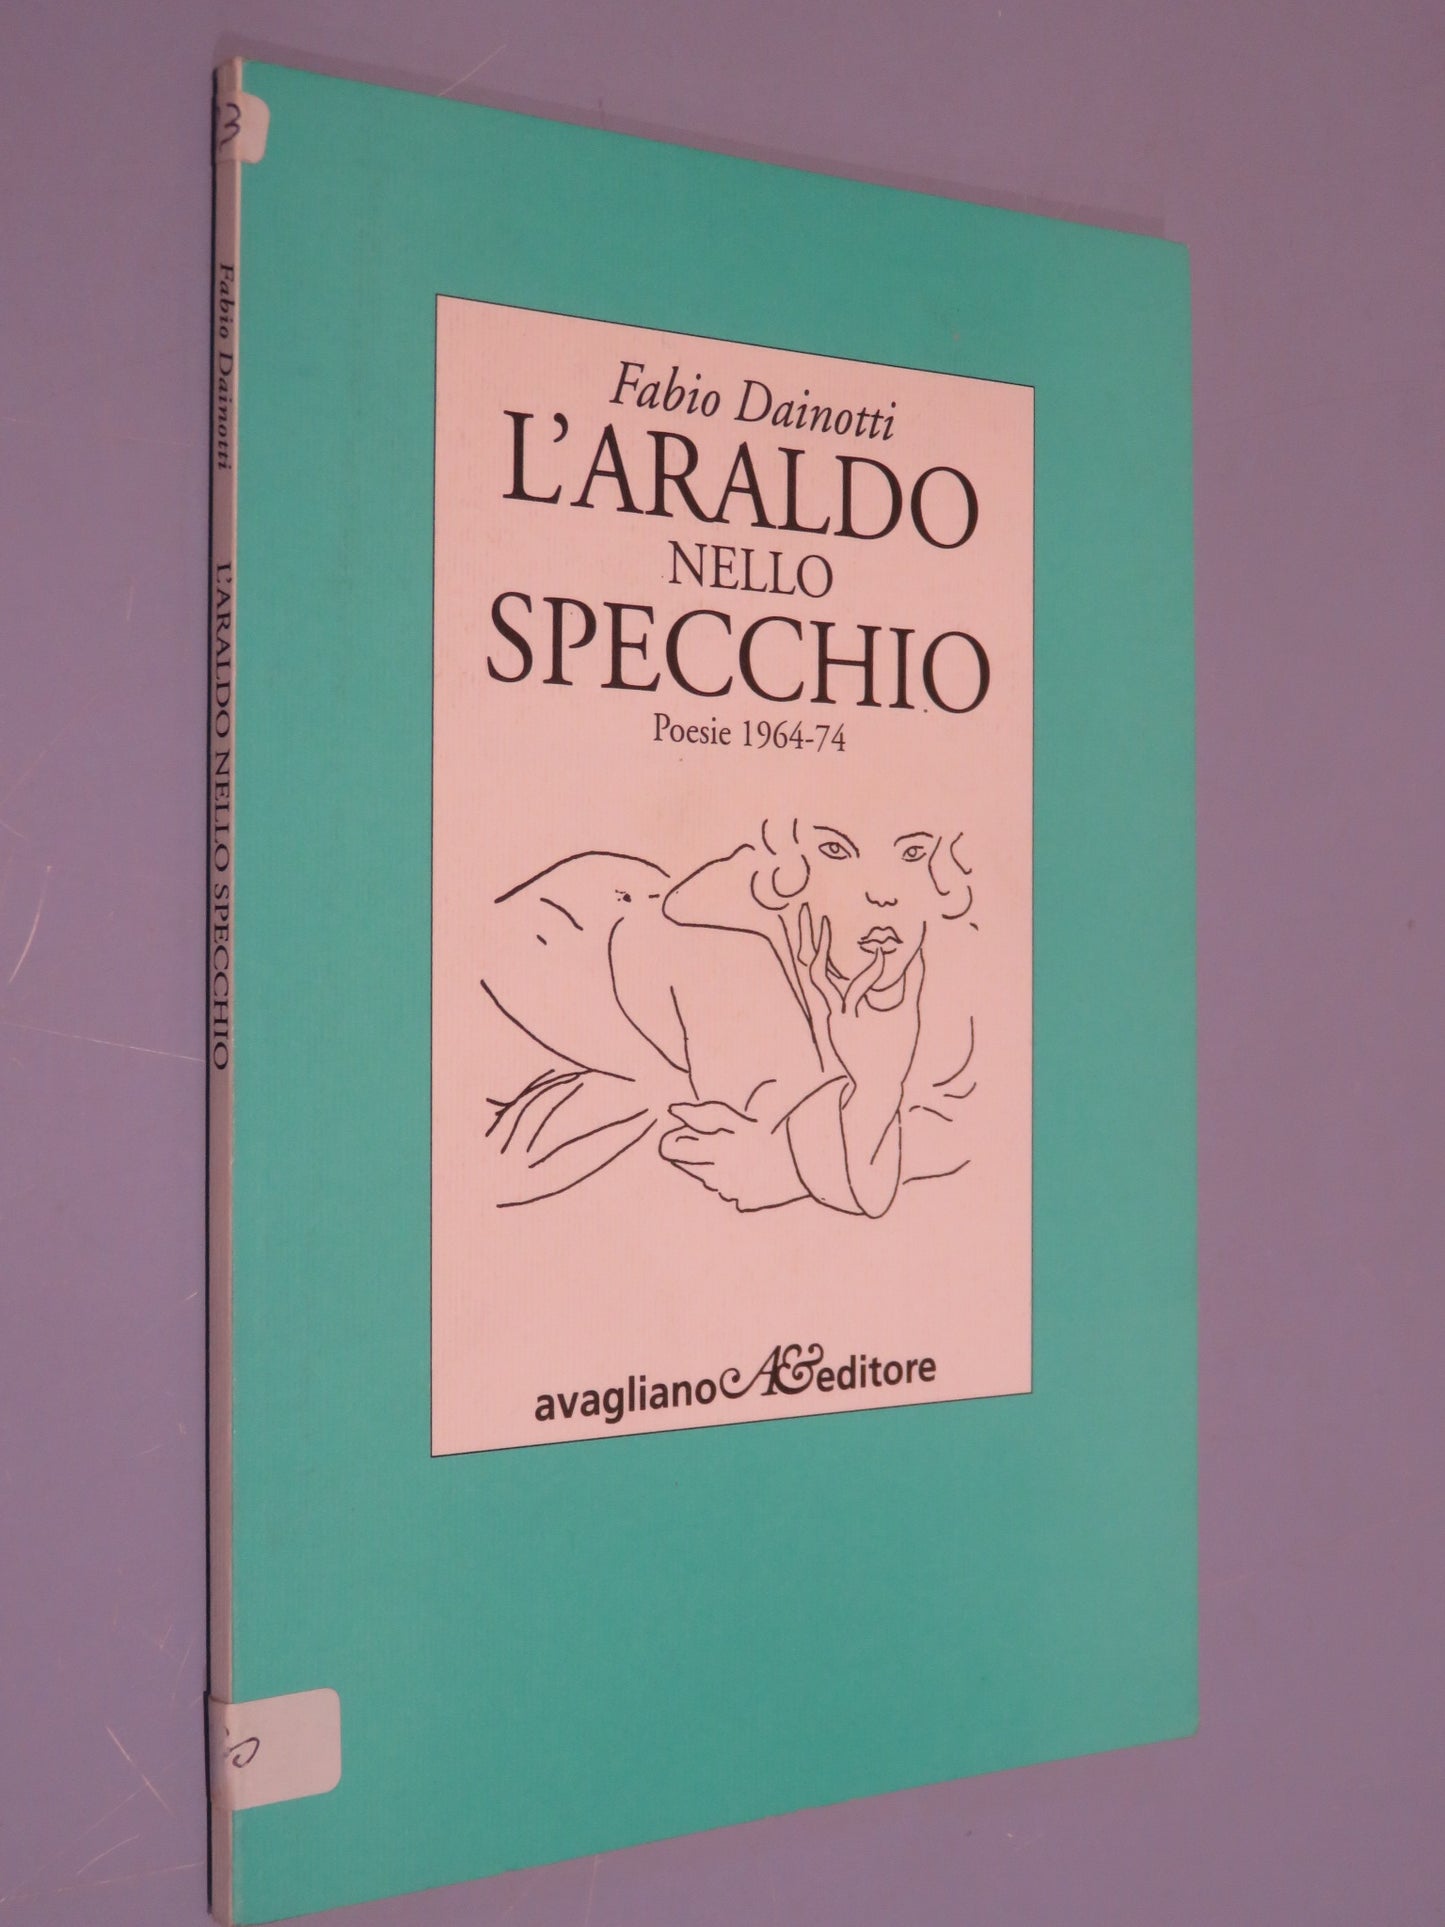 Fabio Dainotti
L'ARALDO
NELLO
SPECCHIO
Poesie 1964-74
avagliano A& editore
Fabio Dainotti L'ARALDO NELLO SPECCHIO